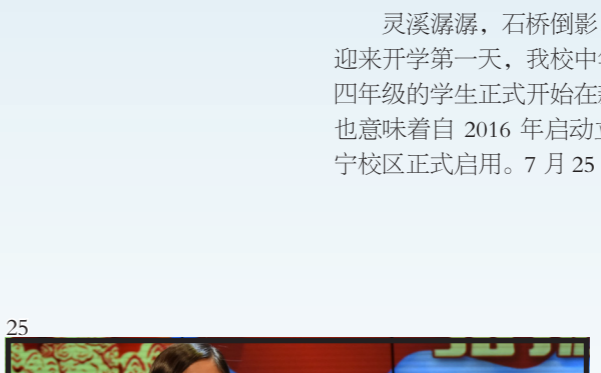 灵溪潺潺，石桥倒影
迎来开学第一天，我校中
四年级的学生正式开始在
也意味着自 2016 年启动
宁校区正式启用。7 月 25
25